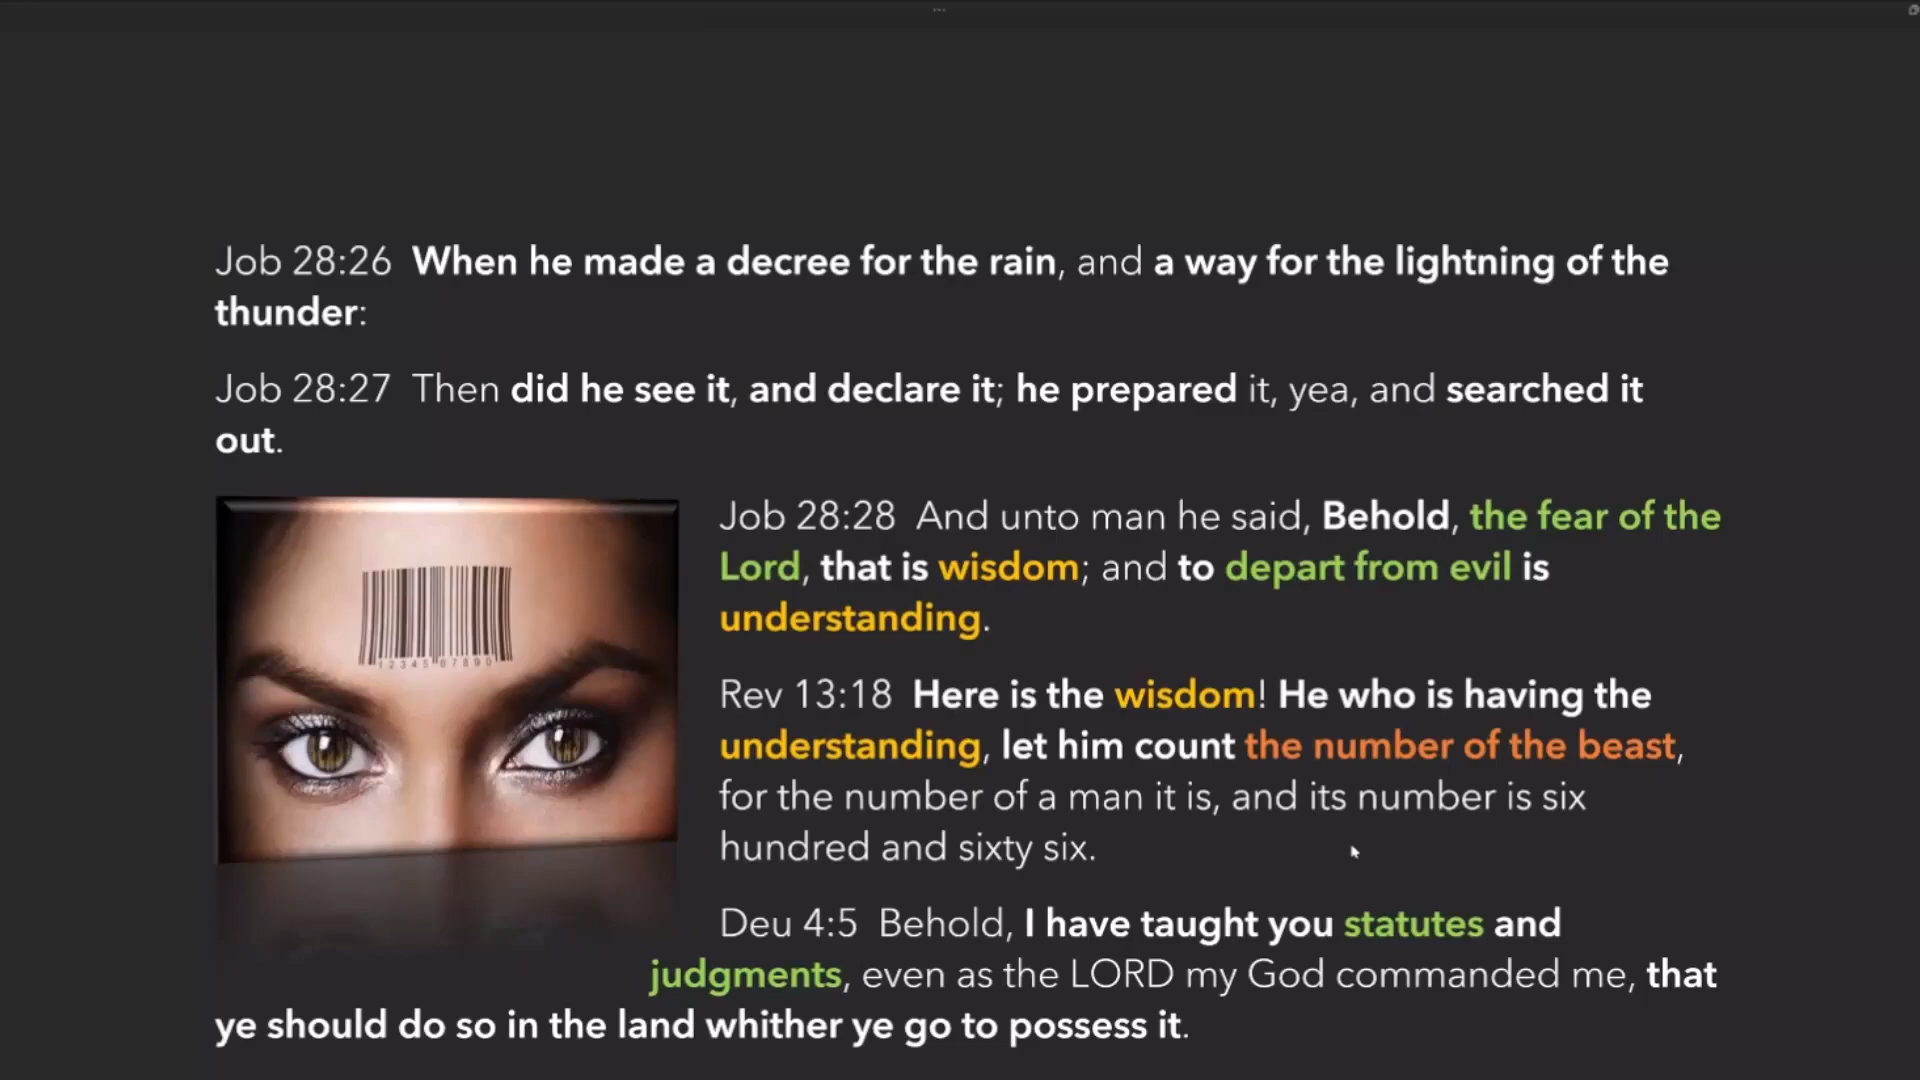 Job 28:26 When he made a decree for the rain, and a way for the lightning of the
thunder:
Job 28:27 Then did he see it, and declare it; he prepared it, yea, and searched it
out.
Job 28:28 And unto man he said, Behold, the fear of the
Lord, that is wisdom; and to depart from evil is
understanding.
12345 67890
Rev 13:18 Here is the wisdom! He who is having the
understanding, let him count the number of the beast,
for the number of a man it is, and its number is six
hundred and sixty six.
Deu 4:5 Behold, I have taught you statutes and
judgments, even as the LORD my God commanded me, that
ye should do so in the land whither ye go to possess it.